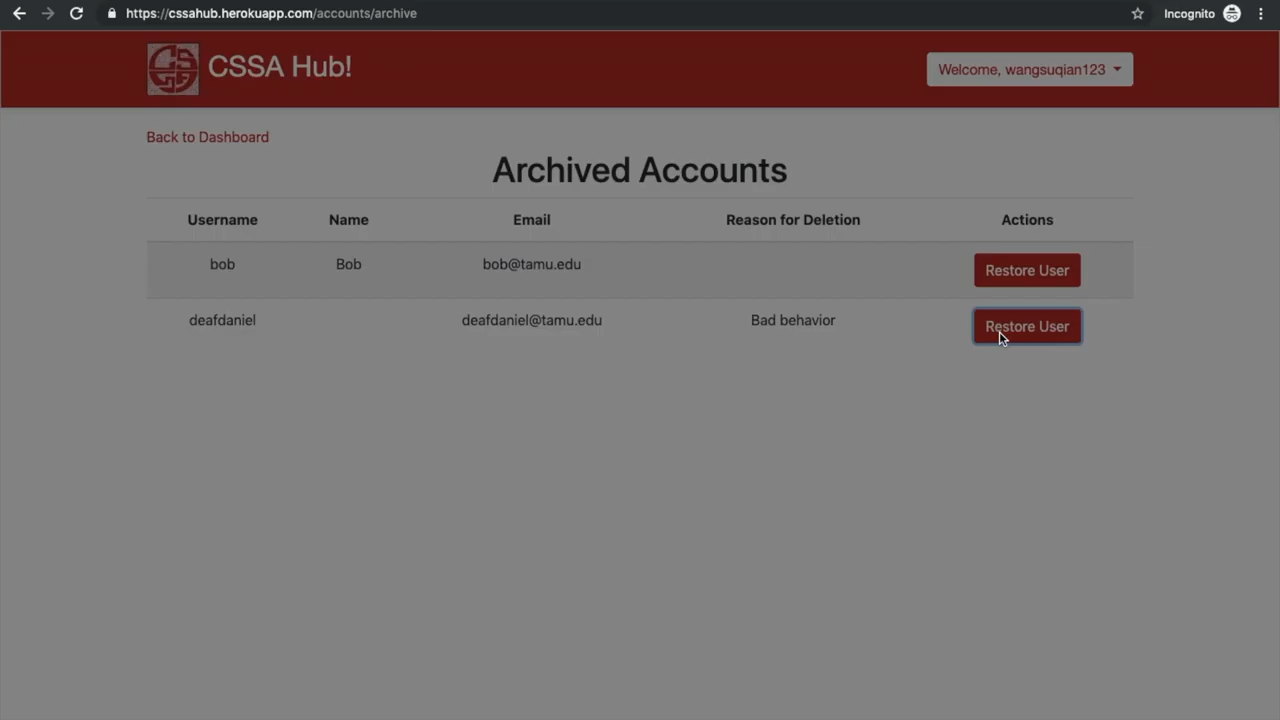 https://cssahub.herokuapp.com/accounts/archive
Incognito
CSSA Hub!
Welcome, wangsuqian123
Back to Dashboard
Archived Accounts
Username Name Email Reason for Deletion Actions
bob Bob bob@tamu.edu Restore User
deafdaniel deafdaniel@tamu.edu Bad behavior Restore User